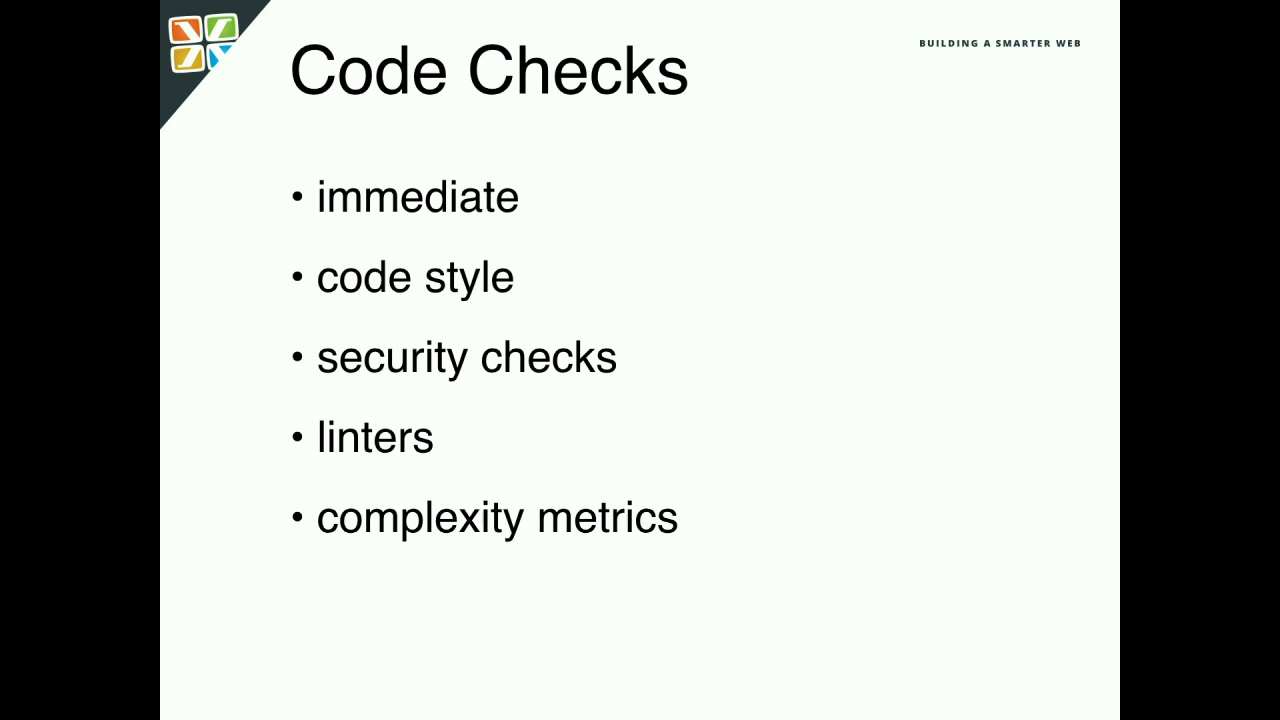 Code Checks
BUILDING A SMARTER WEB
• immediate
• code style
• security checks
• linters
• complexity metrics